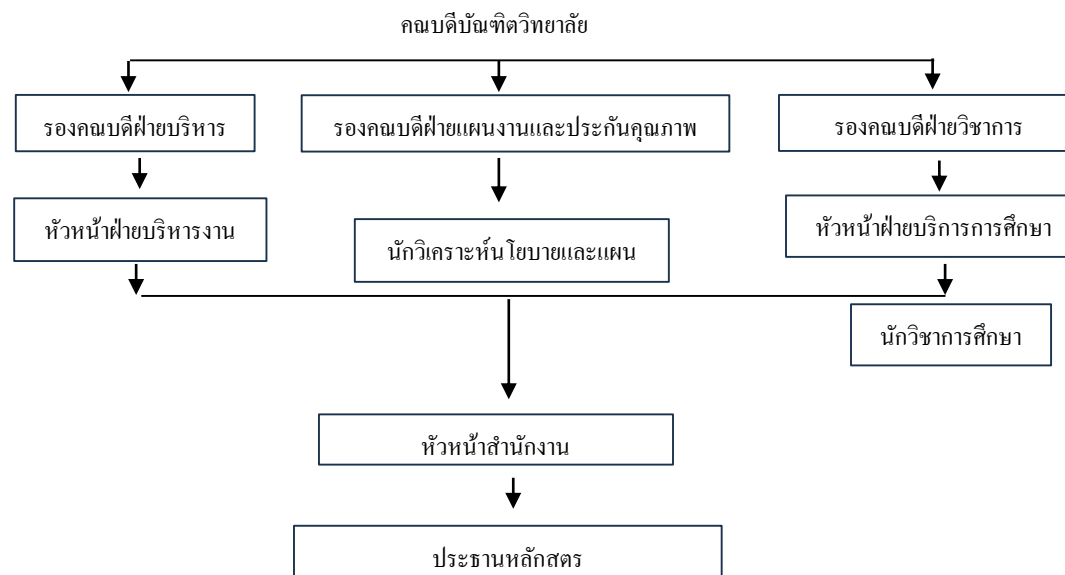 คณบดีบัณฑิตวิทยาลัย
รองคณบดีฝ่ายบริหาร
รองคณบดีฝ่ายแผนงานและประกันคุณภาพ
รองคณบดีฝ่ายวิชาการ
หัวหน้าฝ่ายบริหารงาน
นักวิเคราะห์นโยบายและแผน
หัวหน้าฝ่ายบริการการศึกษา
นักวิชาการศึกษา
หัวหน้าสำนักงาน
ประธานหลักสตร